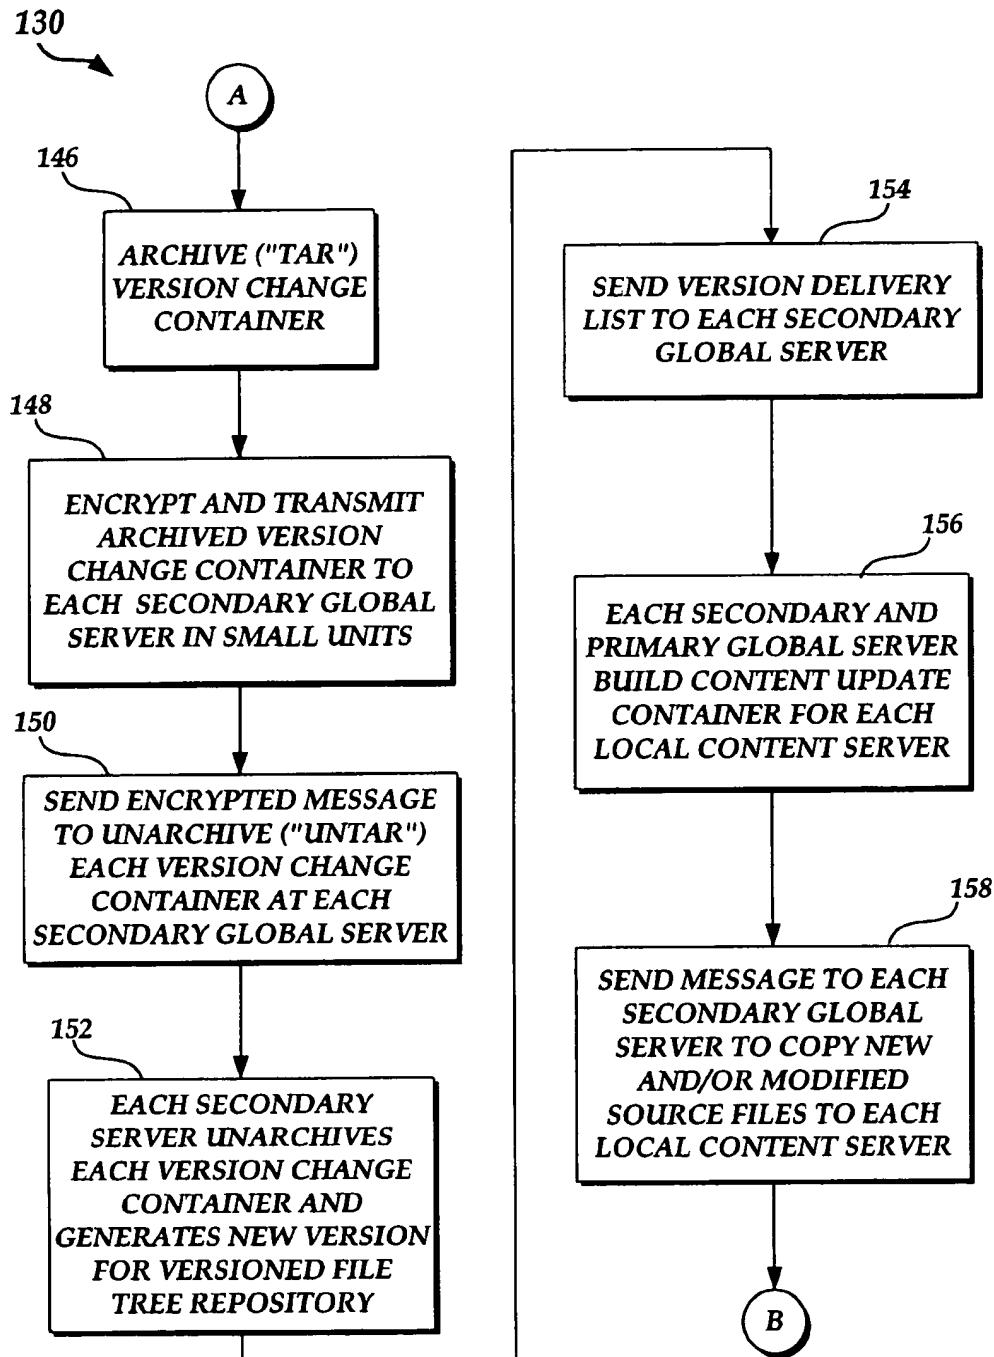 130
A
146
ARCHIVE ("TAR")
VERSION CHANGE
CONTAINER
148
ENCRYPT AND TRANSMIT
ARCHIVED VERSION
CHANGE CONTAINER TO
EACH SECONDARY GLOBAL
SERVER IN SMALL UNITS
150
SEND ENCRYPTED MESSAGE
TO UNARCHIVE ("UNTAR")
EACH VERSION CHANGE
CONTAINER AT EACH
SECONDARY GLOBAL SERVER
152
EACH SECONDARY
SERVER UNARCHIVES
EACH VERSION CHANGE
CONTAINER AND
GENERATES NEW VERSION
FOR VERSIONED FILE
TREE REPOSITORY
154
SEND VERSION DELIVERY
LIST TO EACH SECONDARY
GLOBAL SERVER
156
EACH SECONDARY AND
PRIMARY GLOBAL SERVER
BUILD CONTENT UPDATE
CONTAINER FOR EACH
LOCAL CONTENT SERVER
158
SEND MESSAGE TO EACH
SECONDARY GLOBAL
SERVER TO COPY NEW
AND/OR MODIFIED
SOURCE FILES TO EACH
LOCAL CONTENT SERVER
B